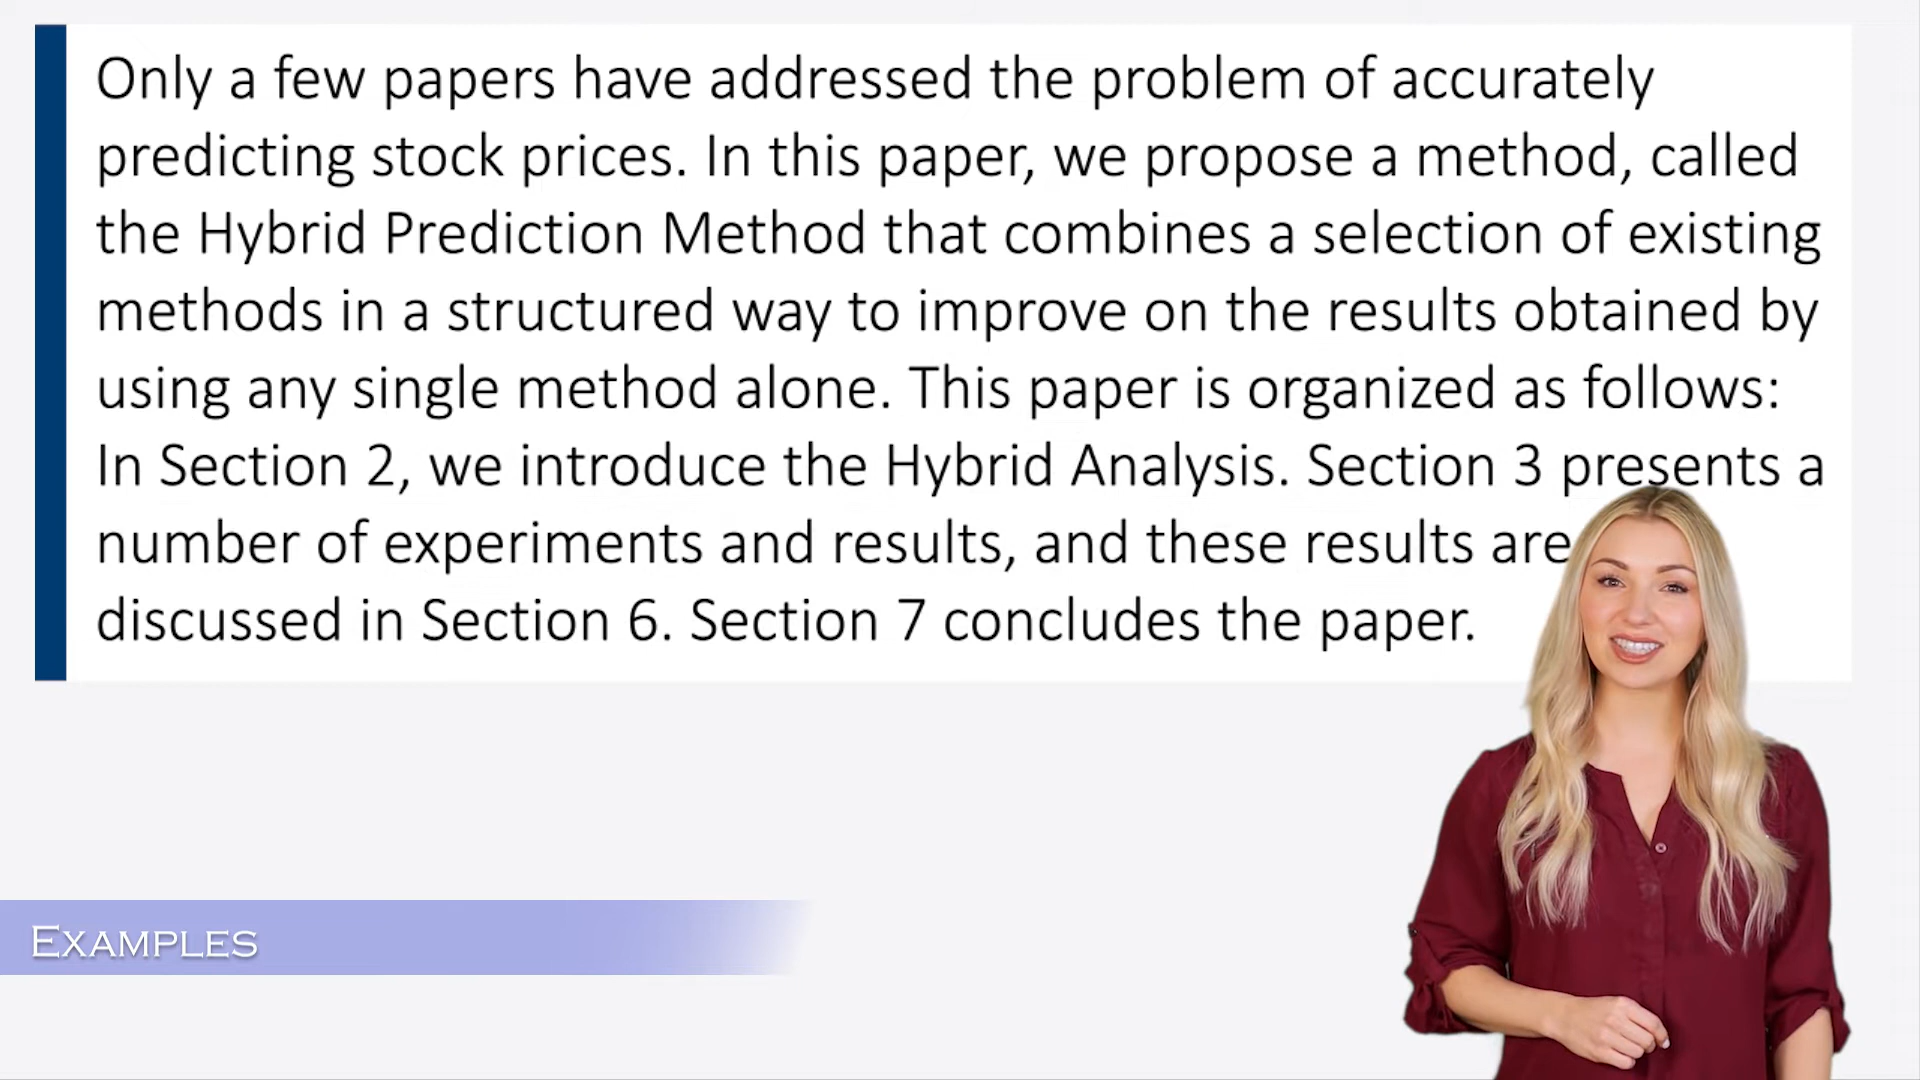 Only a few papers have addressed the problem of accurately
predicting stock prices. In this paper, we propose a method, called
the Hybrid Prediction Method that combines a selection of existing
methods in a structured way to improve on the results obtained by
using any single method alone. This paper is organized as follows:
In Section 2, we introduce the Hybrid Analysis. Section 3 presents a
number of experiments and results, and these results are
discussed in Section 6. Section 7 concludes the paper.
EXAMPLES